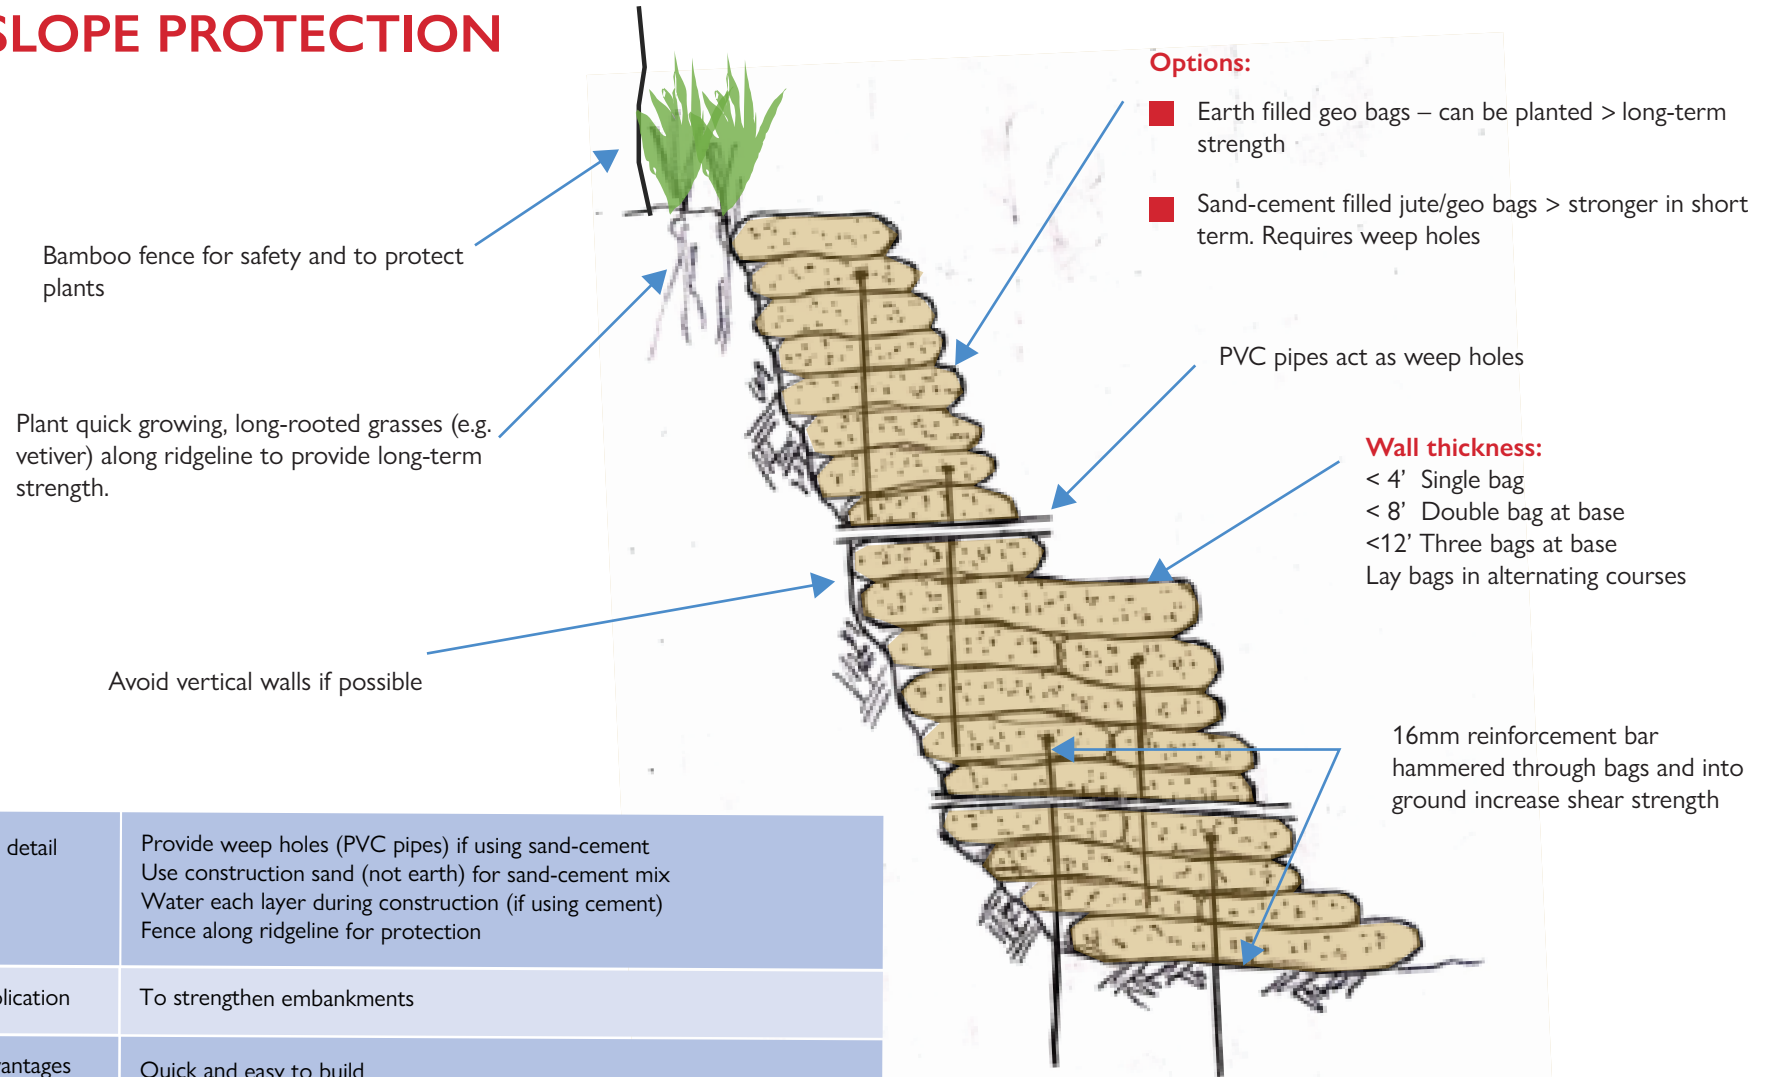 SLOPE PROTECTION
Options:
Earth filled geo bags – can be planted > long-term
strength
Sand-cement filled jute/geo bags > stronger in short
term. Requires weep holes
Bamboo fence for safety and to protect
plants
PVC pipes act as weep holes
Plant quick growing, long-rooted grasses (e.g.
vetiver) along ridgeline to provide long-term
strength.
Wall thickness:
< 4’ Single bag
< 8’ Double bag at base
<12’ Three bags at base
Lay bags in alternating courses
Avoid vertical walls if possible
16mm reinforcement bar
hammered through bags and into
ground increase shear strength
detail
Provide weep holes (PVC pipes) if using sand-cement
Use construction sand (not earth) for sand-cement mix
Water each layer during construction (if using cement)
Fence along ridgeline for protection
To strengthen embankments
Quick and easy to build